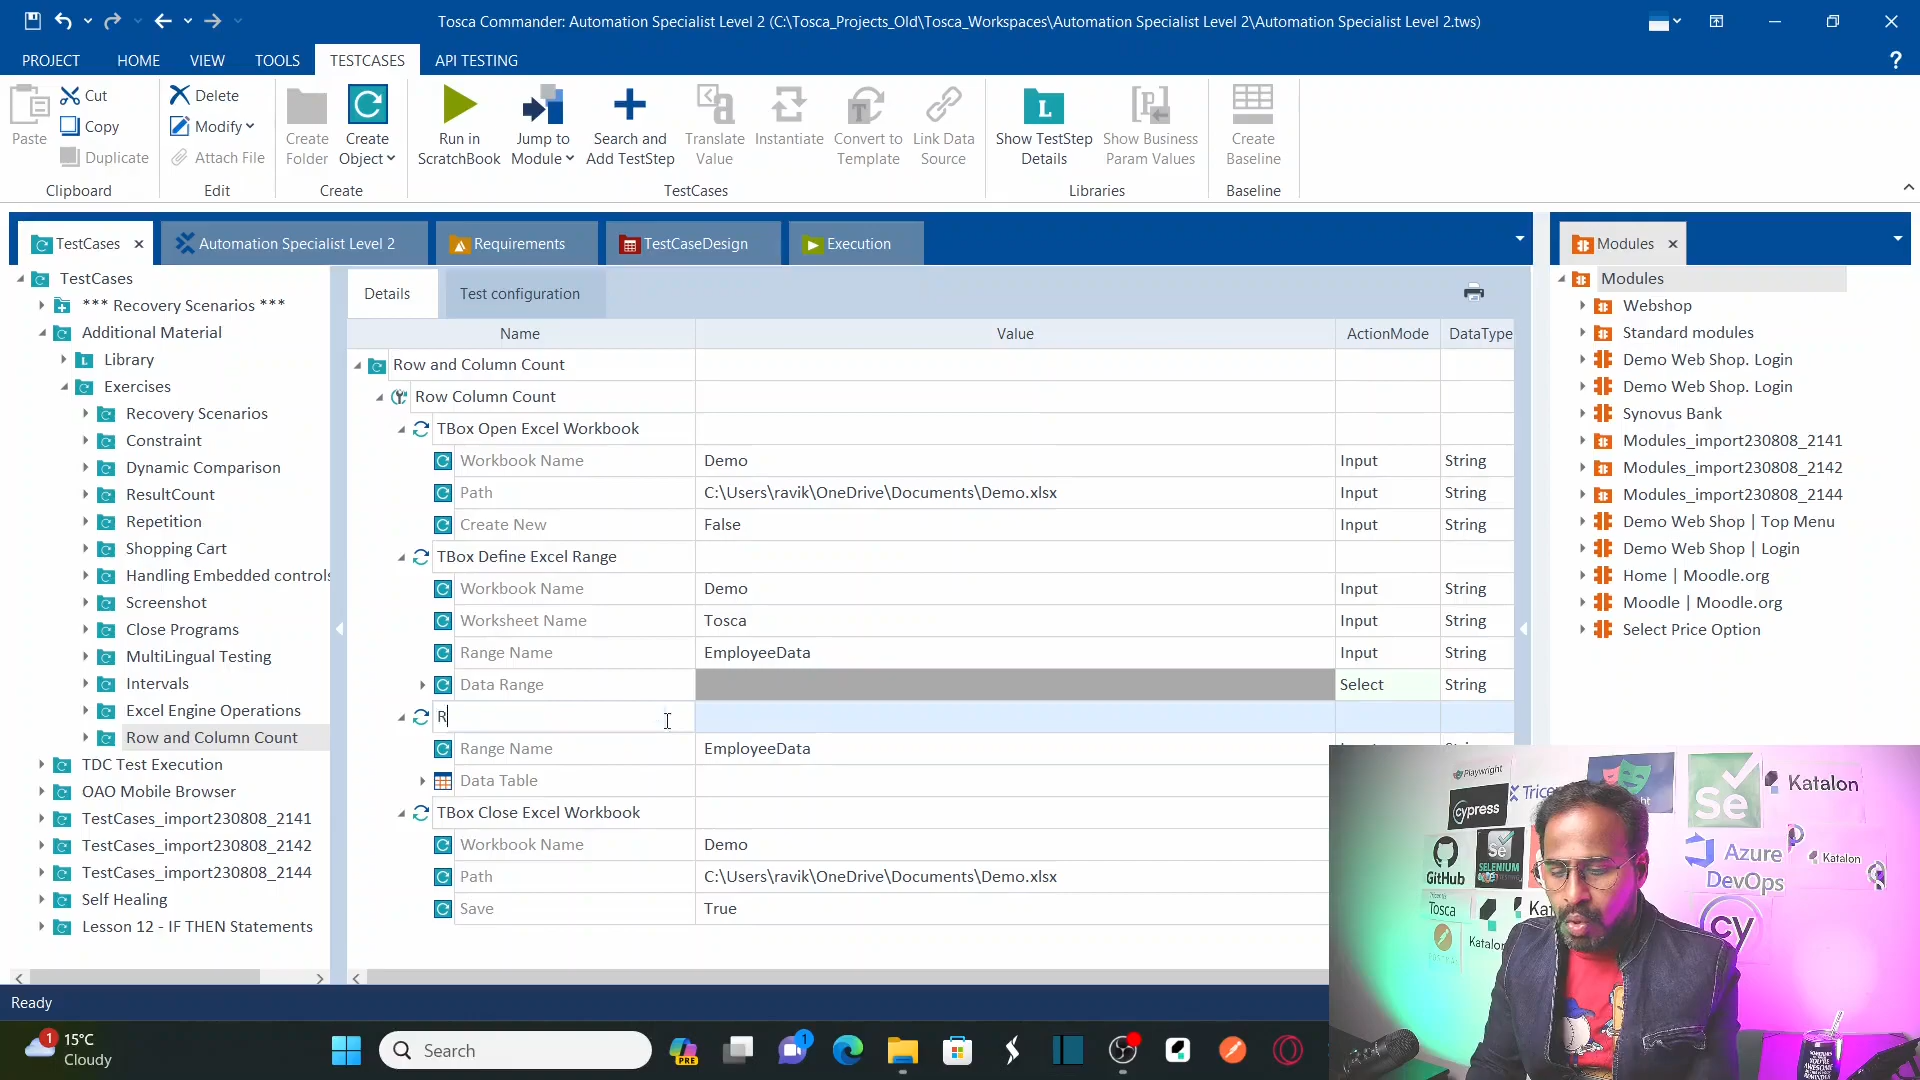 Tosca Commander: Automation Specialist Level 2 (C:\Tosca_Projects_Old\Tosca_Workspaces\Automation Specialist Level 2\Automation Specialist Level 2.tws)
PROJECT HOME VIEW TOOLS TESTCASES API TESTING ?
Paste
Cut
Copy
Duplicate
Clipboard
Delete
Modify
Attach File
Edit
Create Folder
Create Object
Create
Run in ScratchBook
Jump to Module
Search and Add TestStep
Translate Value
Instantiate
Convert to Template
Link Data Source
TestCases
Show TestStep Details
Show Business Param Values
Libraries
Create Baseline
Baseline
TestCases
Automation Specialist Level 2
Requirements
TestCaseDesign
Execution
Modules
TestCases
*** Recovery Scenarios ***
Additional Material
Library
Exercises
Recovery Scenarios
Constraint
Dynamic Comparison
ResultCount
Repetition
Shopping Cart
Handling Embedded controls
Screenshot
Close Programs
MultiLingual Testing
Intervals
Excel Engine Operations
Row and Column Count
TDC Test Execution
OAO Mobile Browser
TestCases_import230808_2141
TestCases_import230808_2142
TestCases_import230808_2144
Self Healing
Lesson 12 - IF THEN Statements
Details Test configuration
Name Value ActionMode DataType
Row and Column Count
Row Column Count
TBox Open Excel Workbook
Workbook Name Demo Input String
Path C:\Users\ravik\OneDrive\Documents\Demo.xlsx Input String
Create New False Input String
TBox Define Excel Range
Workbook Name Demo Input String
Worksheet Name Tosca Input String
Range Name EmployeeData Input String
Data Range Select String
R
Range Name EmployeeData
Data Table
TBox Close Excel Workbook
Workbook Name Demo
Path C:\Users\ravik\OneDrive\Documents\Demo.xlsx
Save True
Modules
Webshop
Standard modules
Demo Web Shop. Login
Demo Web Shop. Login
Synovus Bank
Modules_import230808_2141
Modules_import230808_2142
Modules_import230808_2144
Demo Web Shop | Top Menu
Demo Web Shop | Login
Home | Moodle.org
Moodle | Moodle.org
Select Price Option
Playwright
cypress
Tricen
Se
Katalon
GitHub
Se
SELENIUM
Azure DevOps
Katalon
Tosca
Kat
Katalon
cy
Ready
1
15°C
Cloudy
Search
PRE
1